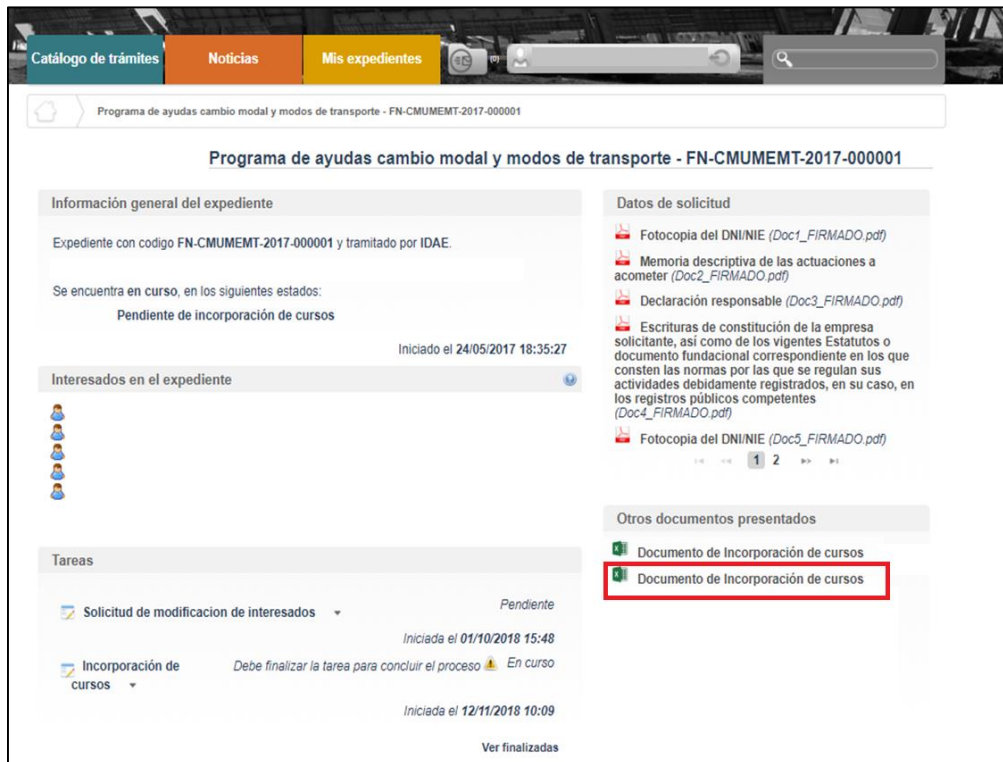 Catálogo de trámites
Noticias
Mis expedientes
(0)
Programa de ayudas cambio modal y modos de transporte - FN-CMUMEMT-2017-000001
Programa de ayudas cambio modal y modos de transporte - FN-CMUMEMT-2017-000001
Información general del expediente
Expediente con codigo FN-CMUMEMT-2017-000001 y tramitado por IDAE.
Se encuentra en curso, en los siguientes estados:
Pendiente de incorporación de cursos
Iniciado el 24/05/2017 18:35:27
Interesados en el expediente
Tareas
Solicitud de modificacion de interesados
Pendiente
Iniciada el 01/10/2018 15:48
Incorporación de
cursos
Debe finalizar la tarea para concluir el proceso
En curso
Iniciada el 12/11/2018 10:09
Ver finalizadas
Datos de solicitud
Fotocopia del DNI/NIE (Doc1_FIRMADO.pdf)
Memoria descriptiva de las actuaciones a
acometer (Doc2_FIRMADO.pdf)
Declaración responsable (Doc3_FIRMADO.pdf)
Escrituras de constitución de la empresa
solicitante, así como de los vigentes Estatutos o
documento fundacional correspondiente en los que
consten las normas por las que se regulan sus
actividades debidamente registrados, en su caso, en
los registros públicos competentes
(Doc4_FIRMADO.pdf)
Fotocopia del DNI/NIE (Doc5_FIRMADO.pdf)
1 2
Otros documentos presentados
Documento de Incorporación de cursos
Documento de Incorporación de cursos